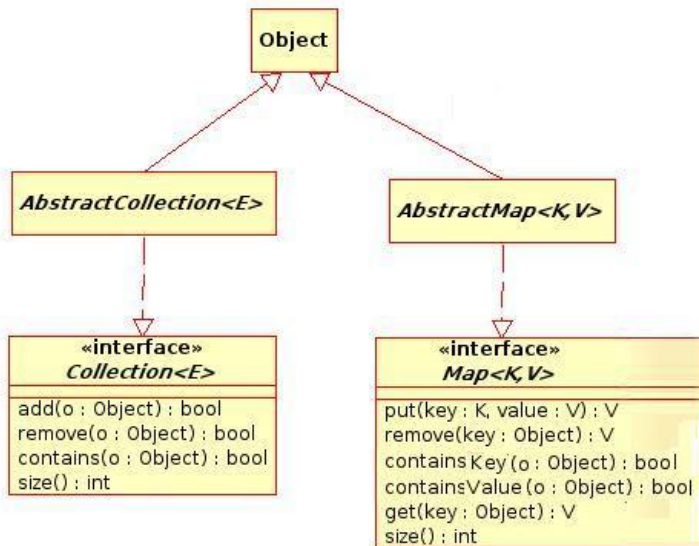 Object
AbstractCollection<E>
AbstractMap<K,V>
«interface»
Collection<E>
add(o : Object) : bool
remove(o : Object) : bool
contains(o : Object) : bool
size() : int
«interface»
Map<K,V>
put(key : K, value : V) : V
remove(key : Object) : V
containsKey(o : Object) : bool
containsValue(o : Object) : bool
get(key : Object) : V
size() : int